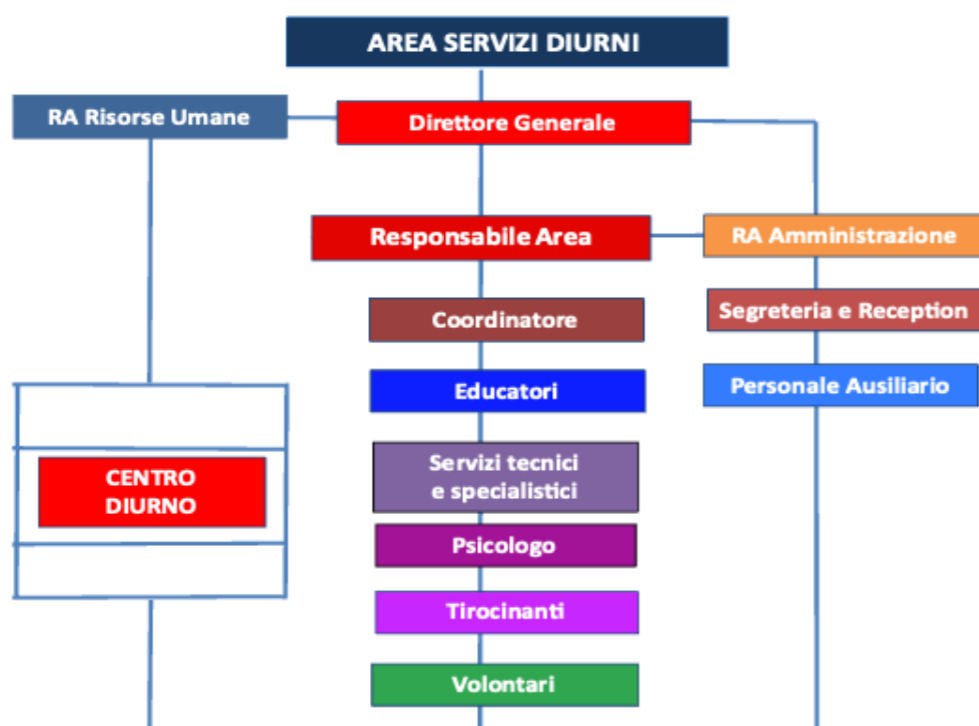 AREA SERVIZI DIURNI
RA Risorse Umane
Direttore Generale
Responsabile Area
RA Amministrazione
Coordinatore
Segreteria e Reception
Educatori
Personale Ausiliario
CENTRO
DIURNO
Servizi tecnici
e specialistici
Psicologo
Tirocinanti
Volontari